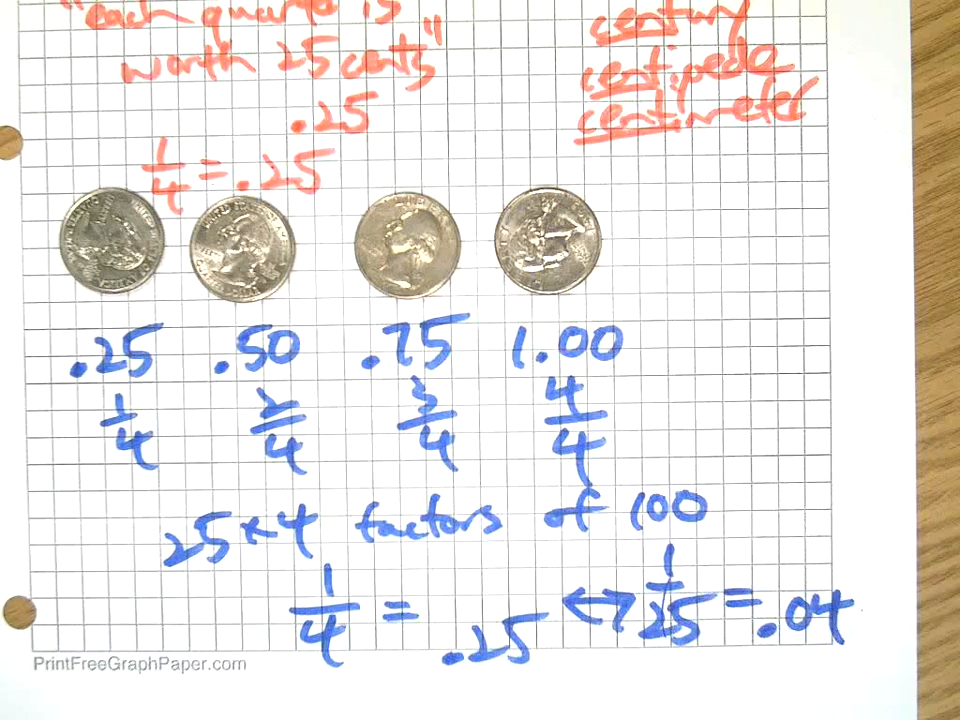 "each quarter is
worth 25 cents"
.25
1/4 = .25
century
centipede
centimeter
.25 .50 .75 1.00
1/4 2/4 3/4 4/4
25 × 4 factors of 100
1/4 = .25 ↔ 1/25 = .04
PrintFreeGraphPaper.com